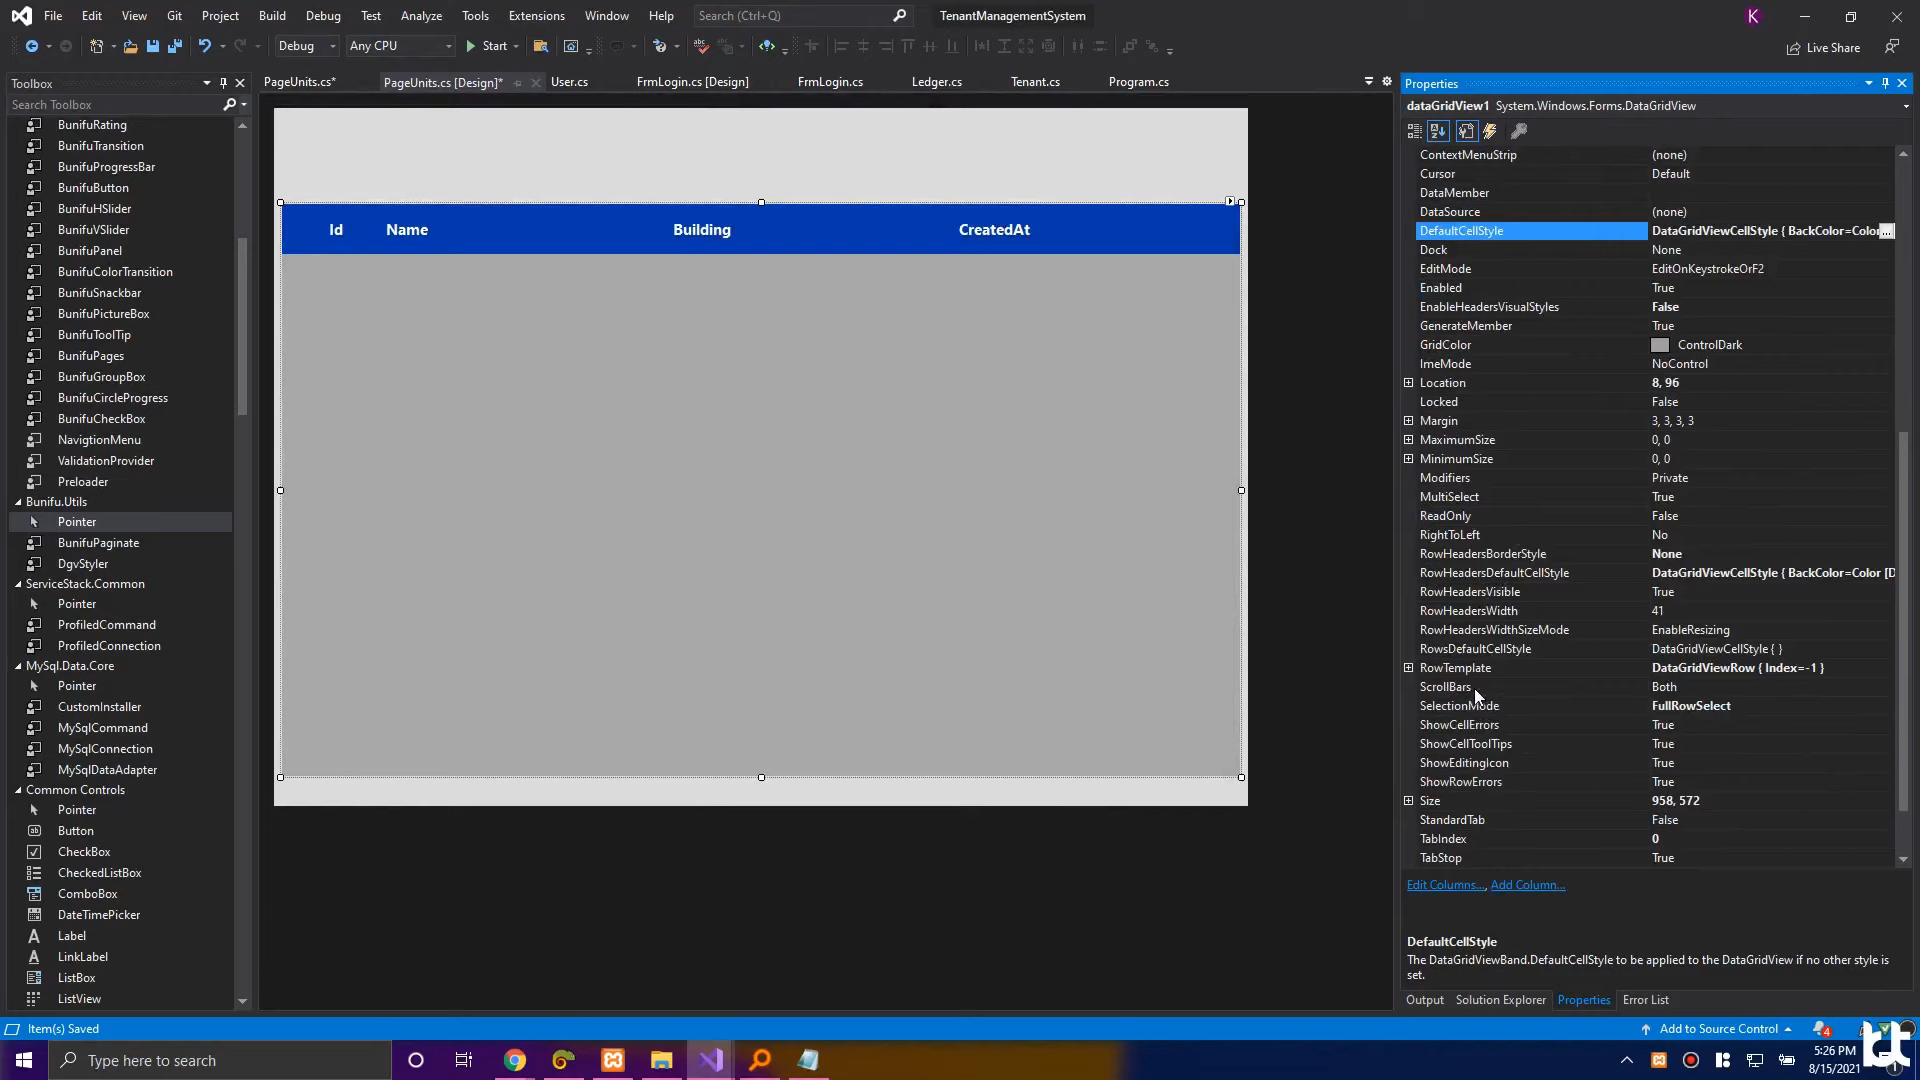 File Edit View Git Project Build Debug Test Analyze Tools Extensions Window Help Search (Ctrl+Q) TenantManagementSystem K
Debug Any CPU Start Live Share
Toolbox
Search Toolbox
BunifuRating
BunifuTransition
BunifuProgressBar
BunifuButton
BunifuHSlider
BunifuVSlider
BunifuPanel
BunifuColorTransition
BunifuSnackbar
BunifuPictureBox
BunifuToolTip
BunifuPages
BunifuGroupBox
BunifuCircleProgress
BunifuCheckBox
NavigtionMenu
ValidationProvider
Preloader
Bunifu.Utils
Pointer
BunifuPaginate
DgvStyler
ServiceStack.Common
Pointer
ProfiledCommand
ProfiledConnection
MySql.Data.Core
Pointer
CustomInstaller
MySqlCommand
MySqlConnection
MySqlDataAdapter
Common Controls
Pointer
Button
CheckBox
CheckedListBox
ComboBox
DateTimePicker
Label
LinkLabel
ListBox
ListView
PageUnits.cs* PageUnits.cs [Design]* User.cs FrmLogin.cs [Design] FrmLogin.cs Ledger.cs Tenant.cs Program.cs
Id Name Building CreatedAt
Properties
dataGridView1 System.Windows.Forms.DataGridView
ContextMenuStrip (none)
Cursor Default
DataMember
DataSource (none)
DefaultCellStyle DataGridViewCellStyle { BackColor=Color ...
Dock None
EditMode EditOnKeystrokeOrF2
Enabled True
EnableHeadersVisualStyles False
GenerateMember True
GridColor ControlDark
ImeMode NoControl
Location 8, 96
Locked False
Margin 3, 3, 3, 3
MaximumSize 0, 0
MinimumSize 0, 0
Modifiers Private
MultiSelect True
ReadOnly False
RightToLeft No
RowHeadersBorderStyle None
RowHeadersDefaultCellStyle DataGridViewCellStyle { BackColor=Color [D
RowHeadersVisible True
RowHeadersWidth 41
RowHeadersWidthSizeMode EnableResizing
RowsDefaultCellStyle DataGridViewCellStyle { }
RowTemplate DataGridViewRow { Index=-1 }
ScrollBars Both
SelectionMode FullRowSelect
ShowCellErrors True
ShowCellToolTips True
ShowEditingIcon True
ShowRowErrors True
Size 958, 572
StandardTab False
TabIndex 0
TabStop True
Edit Columns..., Add Column...
DefaultCellStyle
The DataGridViewBand.DefaultCellStyle to be applied to the DataGridView if no other style is
set.
Output Solution Explorer Properties Error List
Item(s) Saved Add to Source Control 4
Type here to search
5:26 PM
8/15/2021